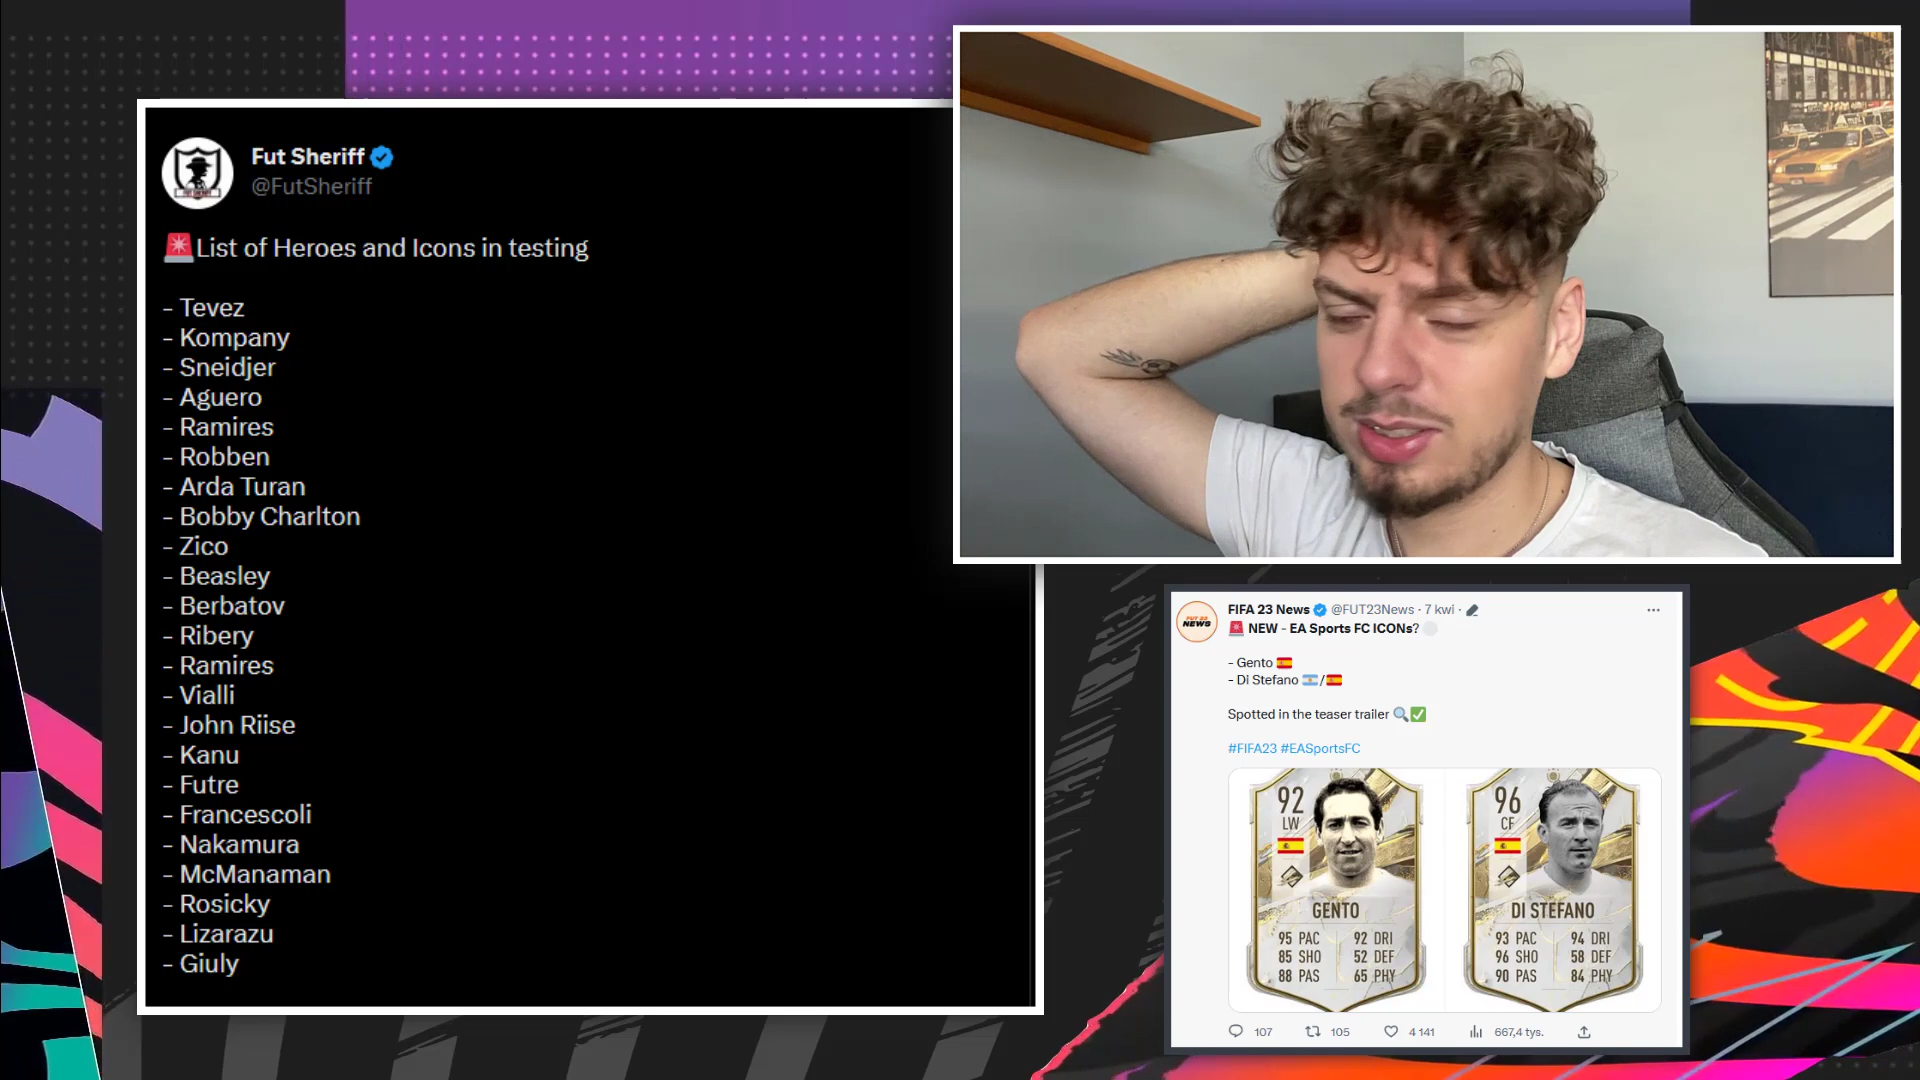 Fut Sheriff
@FutSheriff
🚨List of Heroes and Icons in testing
- Tevez
- Kompany
- Sneidjer
- Aguero
- Ramires
- Robben
- Arda Turan
- Bobby Charlton
- Zico
- Beasley
- Berbatov
- Ribery
- Ramires
- Vialli
- John Riise
- Kanu
- Futre
- Francescoli
- Nakamura
- McManaman
- Rosicky
- Lizarazu
- Giuly
FUT 23
NEWS
FIFA 23 News @FUT23News · 7 kwi ·
🚨 NEW - EA Sports FC ICONs?
- Gento 🇪🇸
- Di Stefano 🇦🇷/🇪🇸
Spotted in the teaser trailer 🔍✅
#FIFA23 #EASportsFC
92
LW
GENTO
95 PAC 92 DRI
85 SHO 52 DEF
88 PAS 65 PHY
96
CF
DI STEFANO
93 PAC 94 DRI
96 SHO 58 DEF
90 PAS 84 PHY
107 105 4 141 667,4 tys.